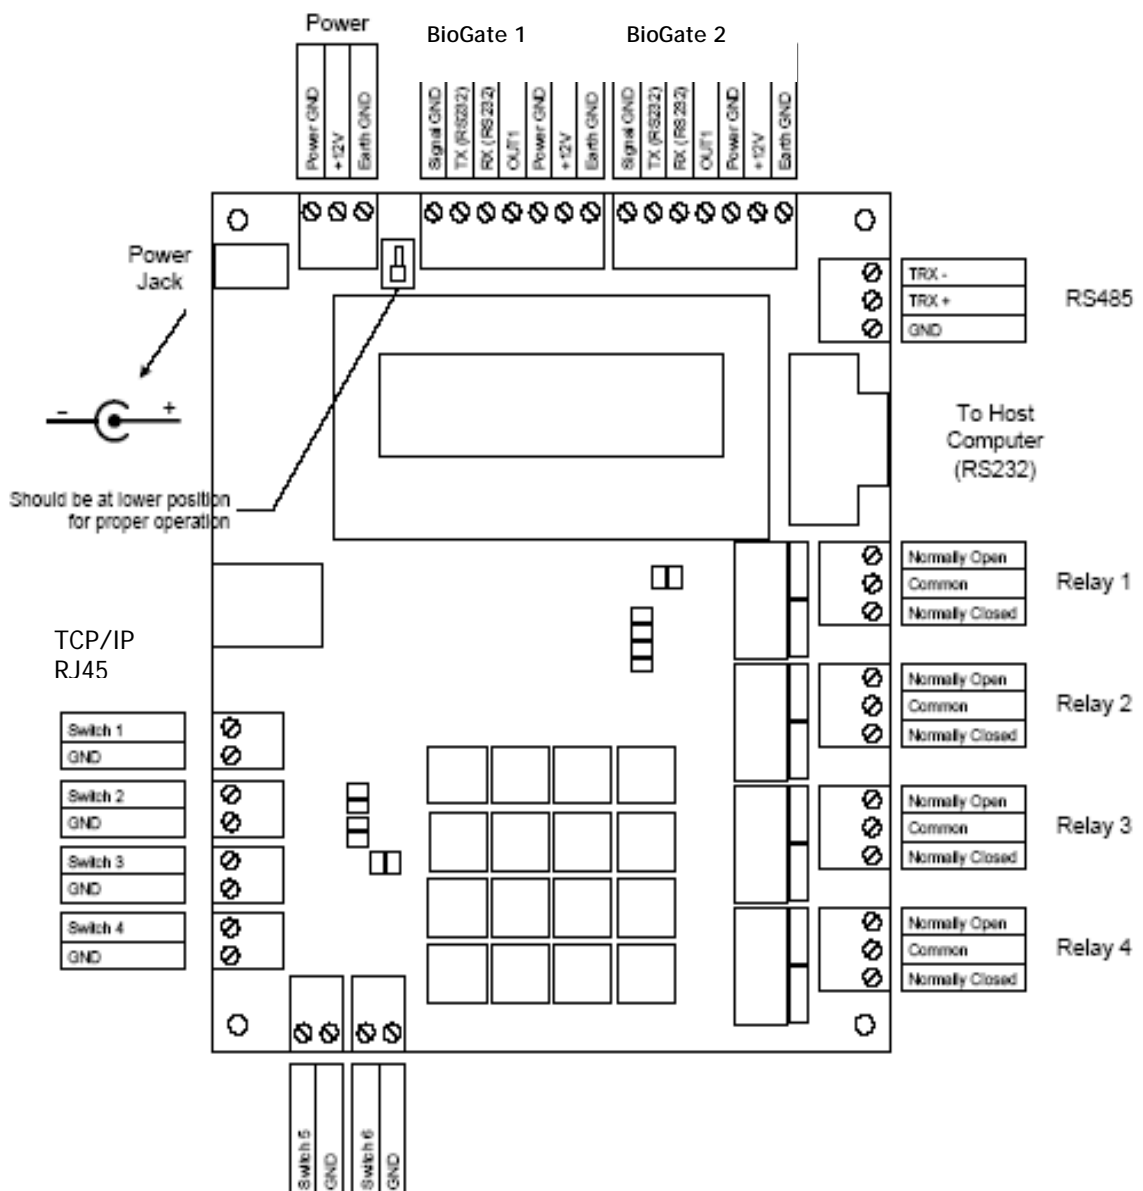 Power
BioGate 1
BioGate 2
Power GND
+12V
Earth GND
Signal GND
TX (RS232)
RX (RS232)
OUT1
Power GND
+12V
Earth GND
Signal GND
TX (RS232)
RX (RS232)
OUT1
Power GND
+12V
Earth GND
Power
Jack
TRX -
TRX +
GND
RS485
- +
To Host
Computer
(RS232)
Should be at lower position
for proper operation
Normally Open
Common
Normally Closed
Relay 1
TCP/IP
RJ45
Normally Open
Common
Normally Closed
Relay 2
Switch 1
GND
Switch 2
GND
Normally Open
Common
Normally Closed
Relay 3
Switch 3
GND
Switch 4
GND
Normally Open
Common
Normally Closed
Relay 4
Switch 5
GND
Switch 6
GND